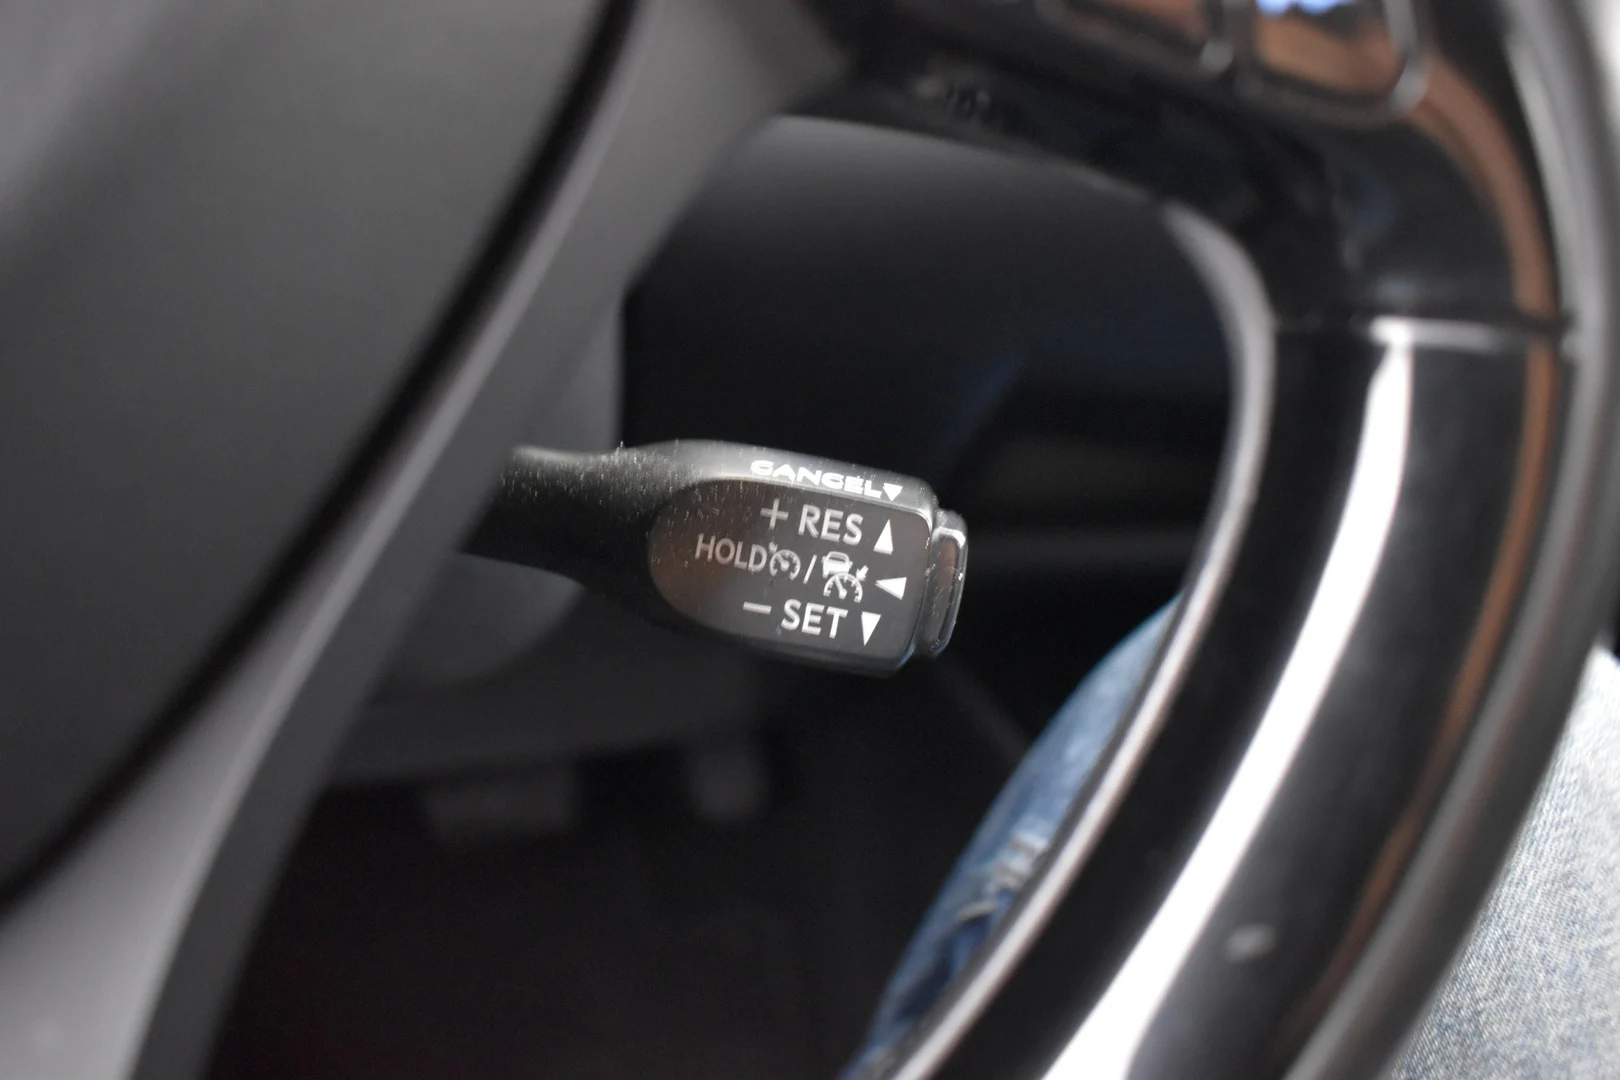 CANCEL▼
+ RES ▲
HOLD / ◀
− SET ▼